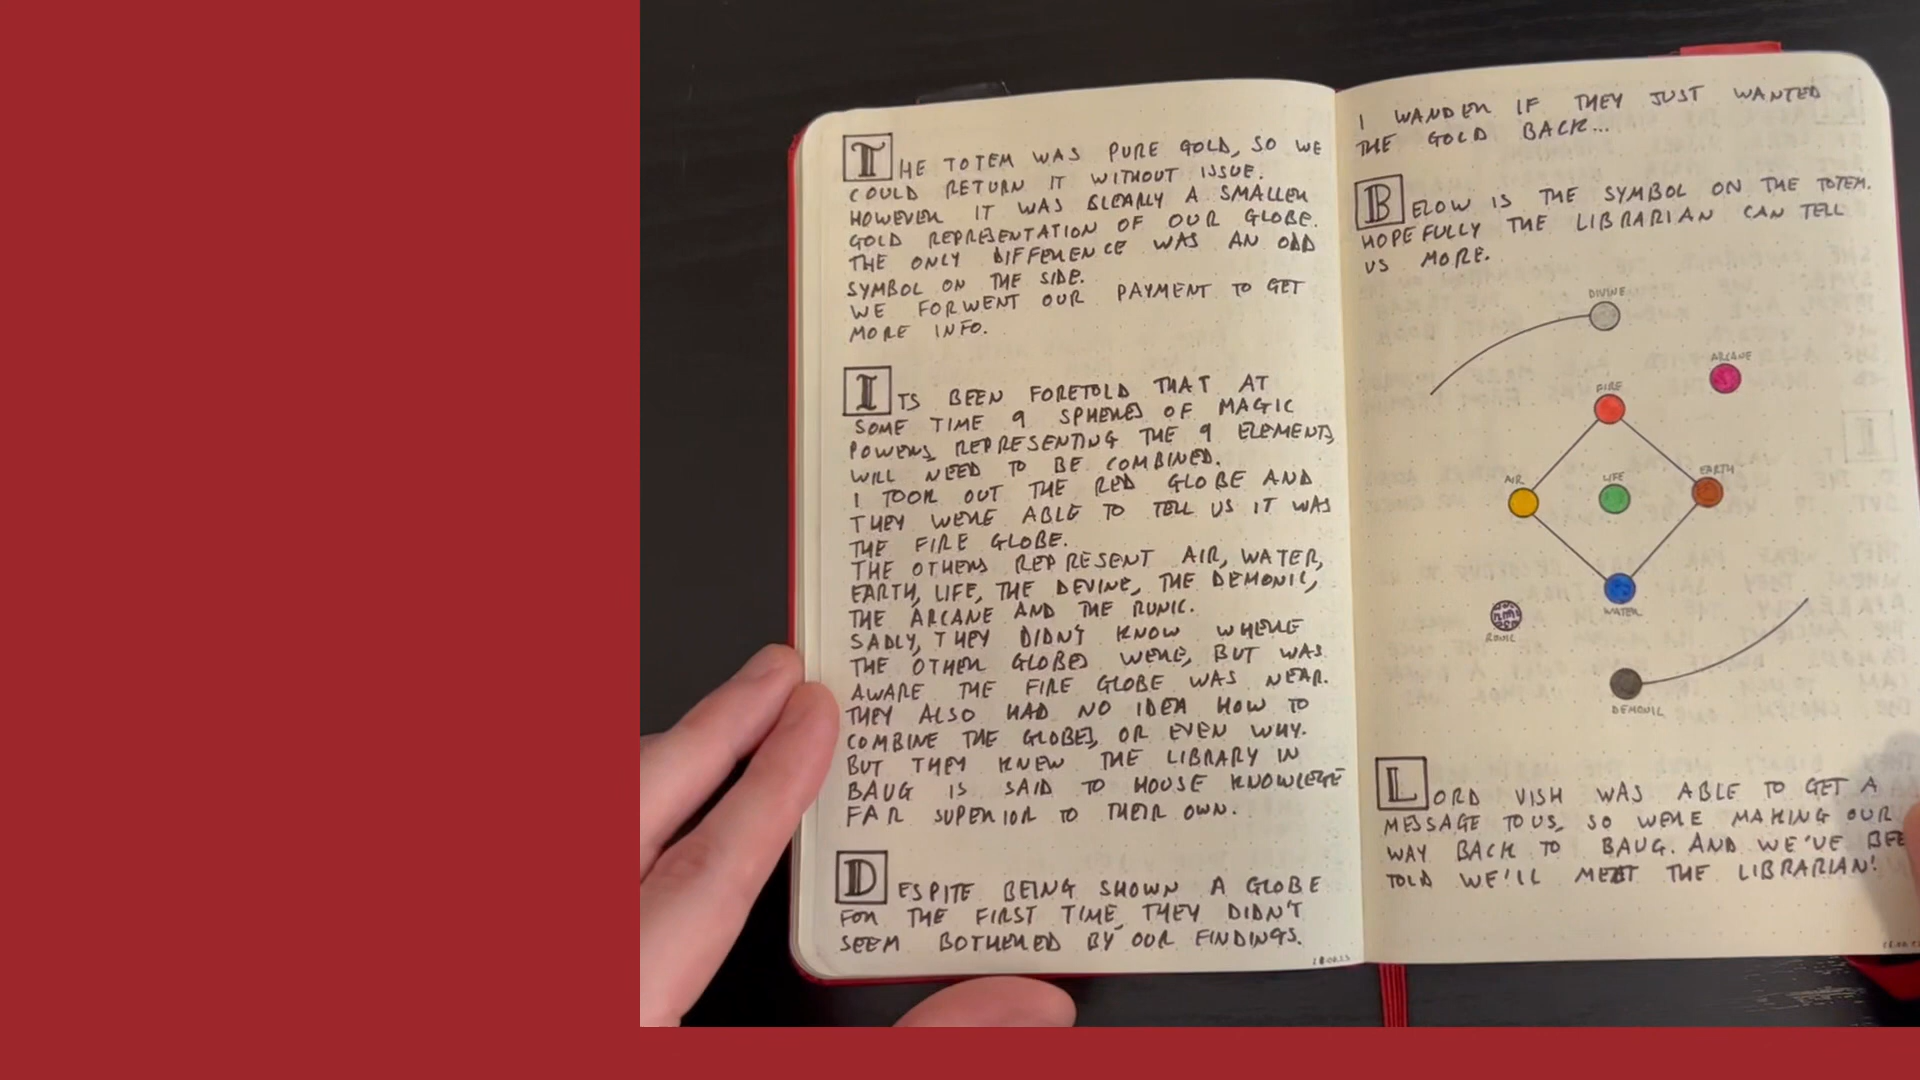 THE TOTEM WAS PURE GOLD, SO WE
COULD RETURN IT WITHOUT ISSUE.
HOWEVER IT WAS CLEARLY A SMALLER
GOLD REPRESENTATION OF OUR GLOBE.
THE ONLY DIFFERENCE WAS AN ODD
SYMBOL ON THE SIDE.
WE FORWENT OUR PAYMENT TO GET
MORE INFO.
ITS BEEN FORETOLD THAT AT
SOME TIME 9 SPHERES OF MAGIC
POWERS, REPRESENTING THE 9 ELEMENTS
WILL NEED TO BE COMBINED.
I TOOK OUT THE RED GLOBE AND
THEY WERE ABLE TO TELL US IT WAS
THE FIRE GLOBE.
THE OTHERS REPRESENT AIR, WATER,
EARTH, LIFE, THE DEVINE, THE DEMONIC,
THE ARCANE AND THE RUNIC.
SADLY, THEY DIDN'T KNOW WHERE
THE OTHER GLOBES WERE, BUT WAS
AWARE THE FIRE GLOBE WAS NEAR.
THEY ALSO HAD NO IDEA HOW TO
COMBINE THE GLOBES, OR EVEN WHY.
BUT THEY KNEW THE LIBRARY IN
BAUG IS SAID TO HOUSE KNOWLEGE
FAR SUPERIOR TO THEIR OWN.
DESPITE BEING SHOWN A GLOBE
FOR THE FIRST TIME, THEY DIDN'T
SEEM BOTHERED BY OUR FINDINGS.
I WANDER IF THEY JUST WANTED
THE GOLD BACK...
BELOW IS THE SYMBOL ON THE TOTEM.
HOPEFULLY THE LIBRARIAN CAN TELL
US MORE.
DIVINE
ARCANE
FIRE
AIR
LIFE
EARTH
WATER
RUNIC
DEMONIC
LORD VISH WAS ABLE TO GET A
MESSAGE TO US, SO WERE MAKING OUR
WAY BACK TO BAUG. AND WE'VE BEE
TOLD WE'LL MEET THE LIBRARIAN!